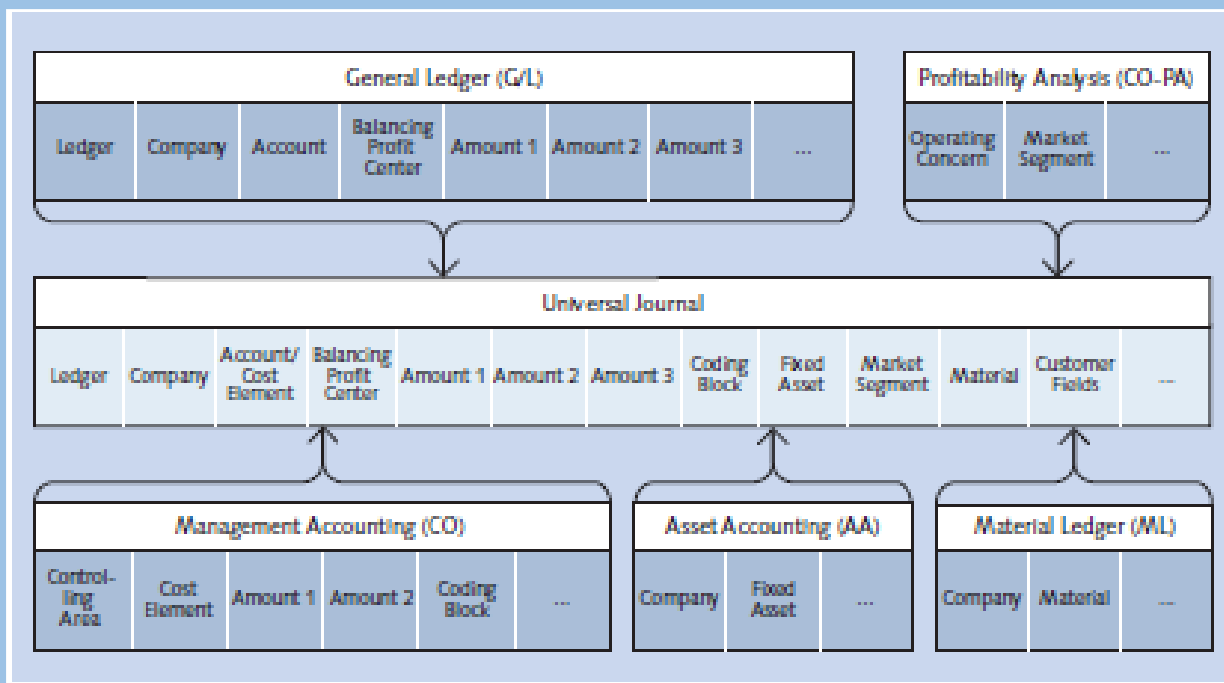 General Ledger (G/L)
Ledger
Company
Account
Balancing
Profit
Center
Amount 1
Amount 2
Amount 3
...
Profitability Analysis (CO-PA)
Operating
Concern
Market
Segment
...
Universal Journal
Ledger
Company
Account/
Cost
Element
Balancing
Profit
Center
Amount 1
Amount 2
Amount 3
Coding
Block
Fixed
Asset
Market
Segment
Material
Customer
Fields
...
Management Accounting (CO)
Control-
ling
Area
Cost
Element
Amount 1
Amount 2
Coding
Block
...
Asset Accounting (AA)
Company
Fixed
Asset
...
Material Ledger (ML)
Company
Material
...